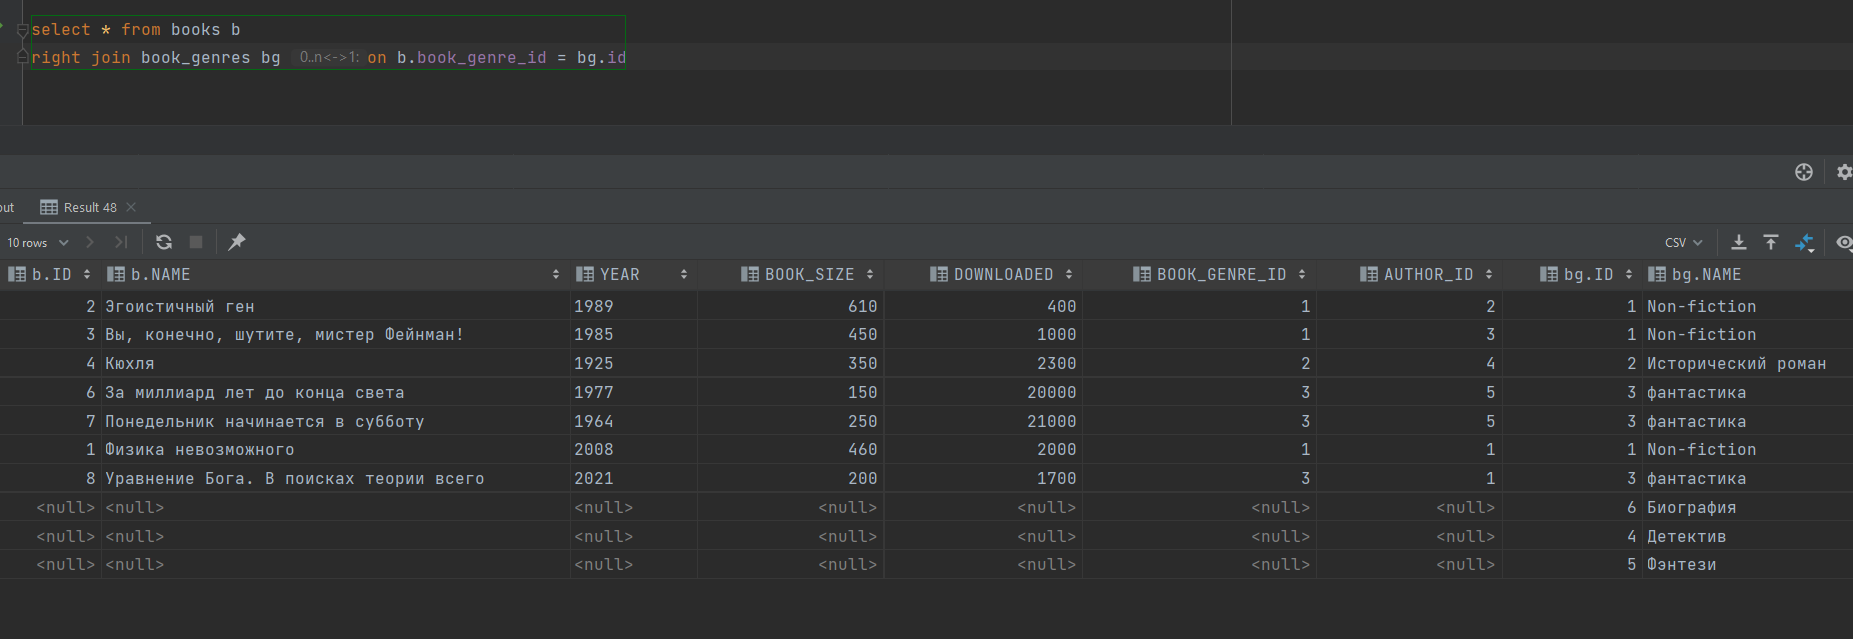 select * from books b
right join book_genres bg 0..n<->1: on b.book_genre_id = bg.id
out Result 48
10 rows CSV
b.ID b.NAME YEAR BOOK_SIZE DOWNLOADED BOOK_GENRE_ID AUTHOR_ID bg.ID bg.NAME
2 Эгоистичный ген 1989 610 400 1 2 1 Non-fiction
3 Вы, конечно, шутите, мистер Фейнман! 1985 450 1000 1 3 1 Non-fiction
4 Кюхля 1925 350 2300 2 4 2 Исторический роман
6 За миллиард лет до конца света 1977 150 20000 3 5 3 фантастика
7 Понедельник начинается в субботу 1964 250 21000 3 5 3 фантастика
1 Физика невозможного 2008 460 2000 1 1 1 Non-fiction
8 Уравнение Бога. В поисках теории всего 2021 200 1700 3 1 3 фантастика
<null> <null> <null> <null> <null> <null> <null> 6 Биография
<null> <null> <null> <null> <null> <null> <null> 4 Детектив
<null> <null> <null> <null> <null> <null> <null> 5 Фэнтези